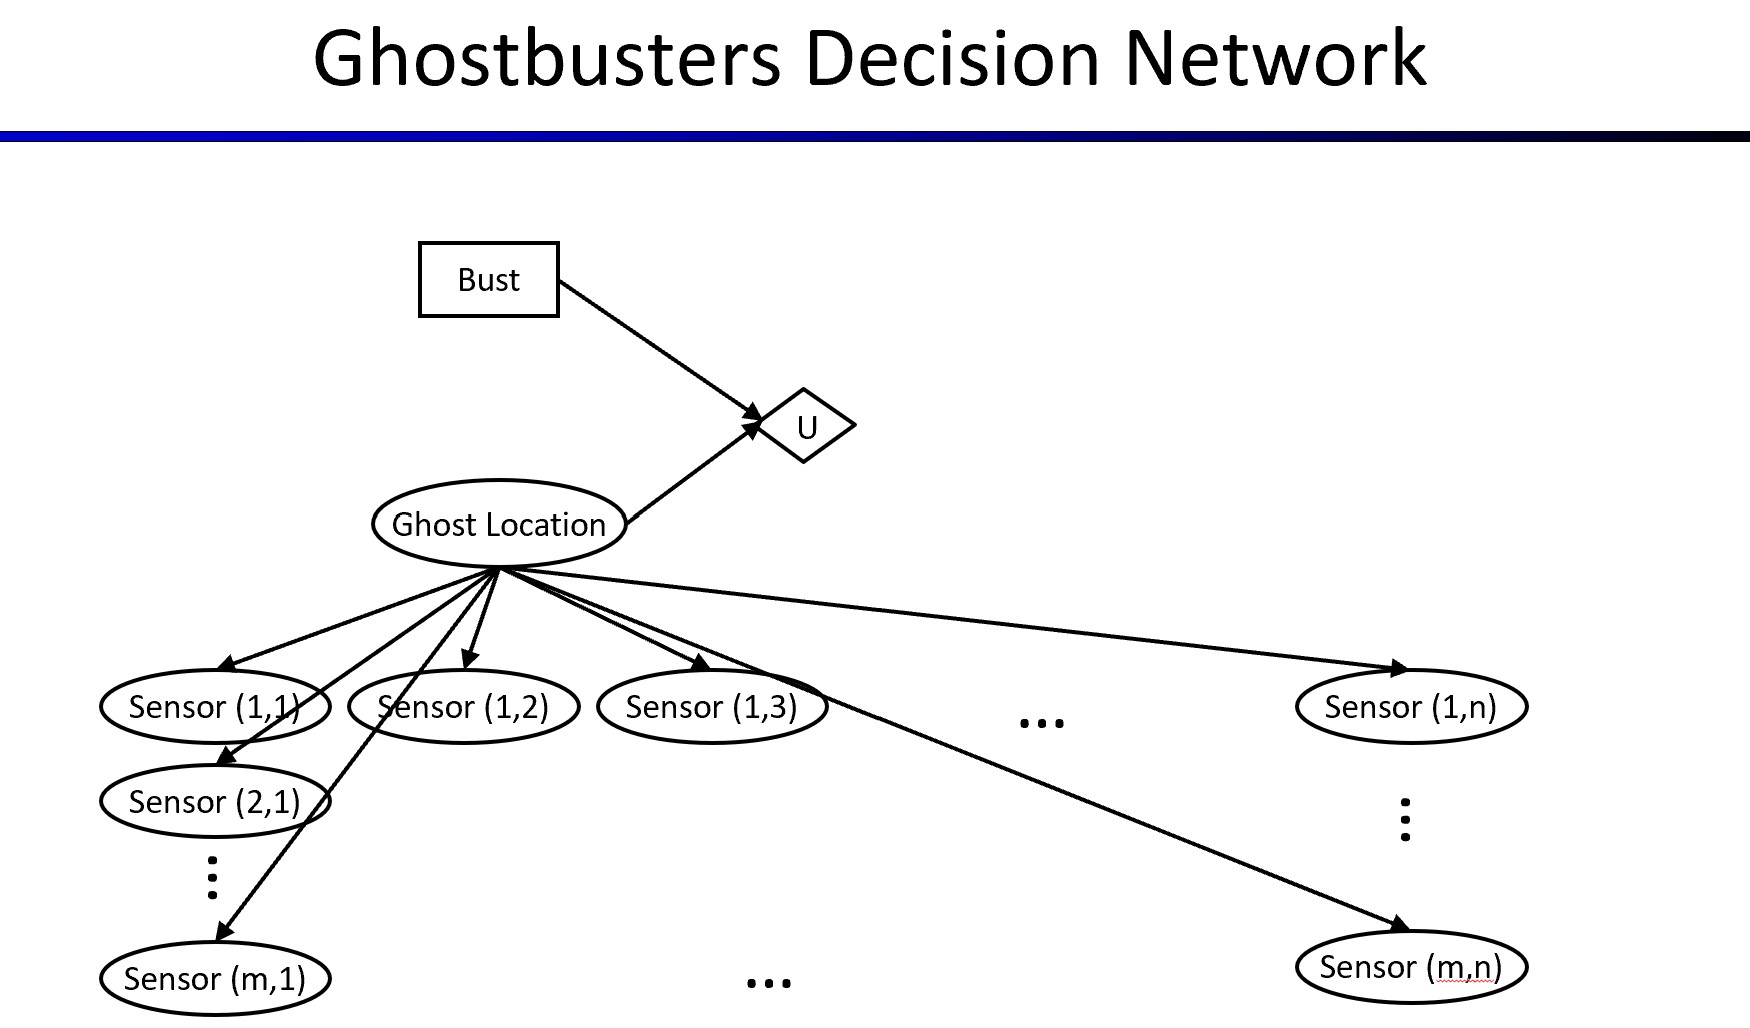 Ghostbusters Decision Network
Bust
U
Ghost Location
Sensor (1,1)
Sensor (1,2)
Sensor (1,3)
...
Sensor (1,n)
Sensor (2,1)
Sensor (m,1)
...
Sensor (m,n)